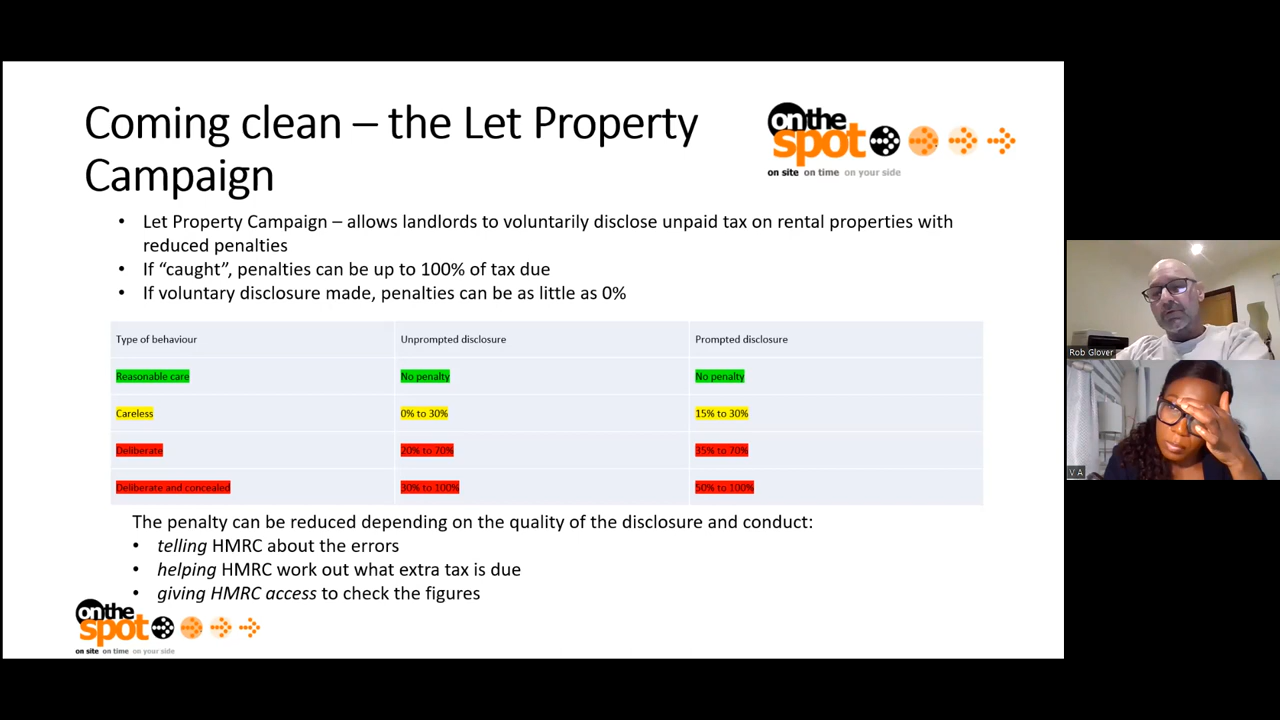 Coming clean – the Let Property
Campaign
on the
spot
on site on time on your side
• Let Property Campaign – allows landlords to voluntarily disclose unpaid tax on rental properties with
reduced penalties
• If “caught”, penalties can be up to 100% of tax due
• If voluntary disclosure made, penalties can be as little as 0%
Type of behaviour Unprompted disclosure Prompted disclosure
Reasonable care No penalty No penalty
Careless 0% to 30% 15% to 30%
Deliberate 20% to 70% 35% to 70%
Deliberate and concealed 30% to 100% 50% to 100%
The penalty can be reduced depending on the quality of the disclosure and conduct:
• telling HMRC about the errors
• helping HMRC work out what extra tax is due
• giving HMRC access to check the figures
on the
spot
on site on time on your side
Rob Glover
V A